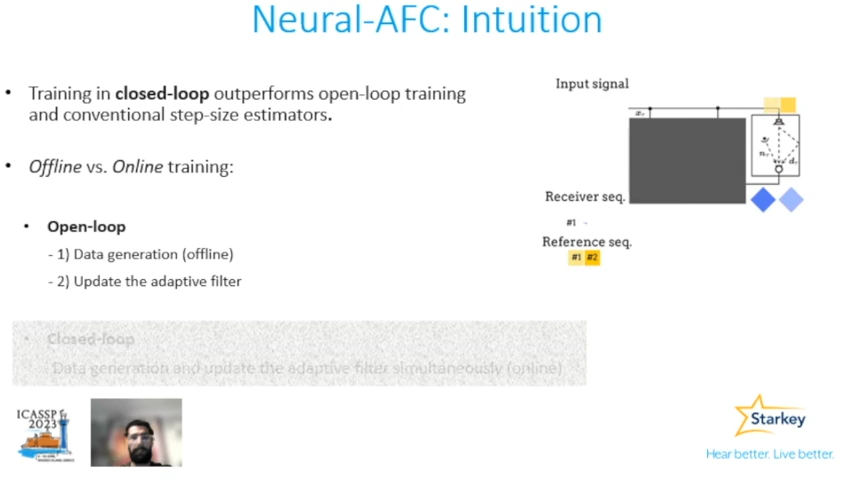 Neural-AFC: Intuition
• Training in closed-loop outperforms open-loop training
and conventional step-size estimators.
• Offline vs. Online training:
• Open-loop
- 1) Data generation (offline)
- 2) Update the adaptive filter
• Closed-loop
Data generation and update the adaptive filter simultaneously (online)
Input signal
Receiver seq.
#1
Reference seq.
#1 #2
ICASSP
2023
Starkey
Hear better. Live better.